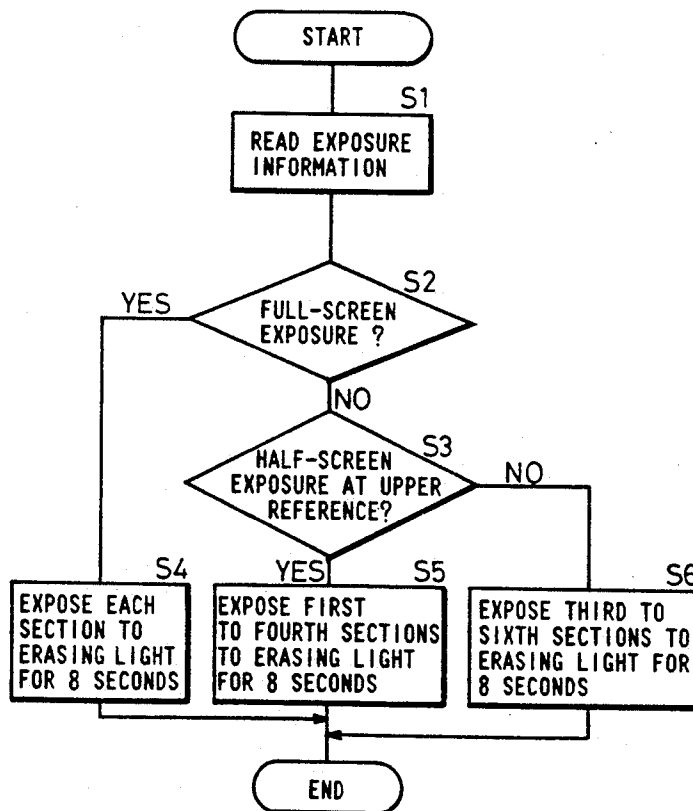 START
S1
READ EXPOSURE
INFORMATION
S2
YES
FULL-SCREEN
EXPOSURE ?
NO
S3
HALF-SCREEN
EXPOSURE AT UPPER
REFERENCE?
NO
YES
S4
EXPOSE EACH
SECTION TO
ERASING LIGHT
FOR 8 SECONDS
S5
EXPOSE FIRST
TO FOURTH SECTIONS
TO ERASING LIGHT
FOR 8 SECONDS
S6
EXPOSE THIRD TO
SIXTH SECTIONS TO
ERASING LIGHT FOR
8 SECONDS
END